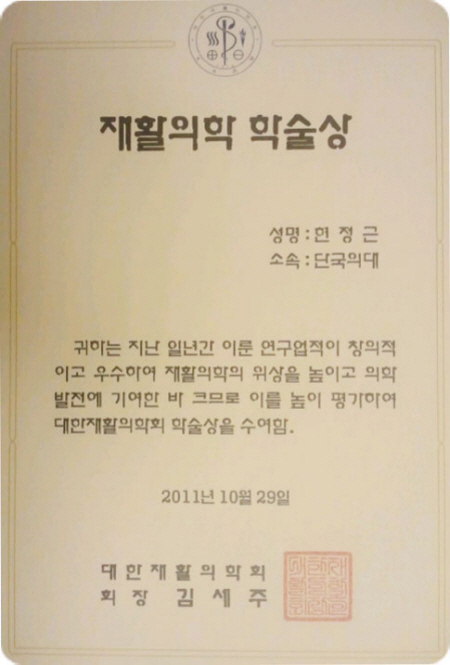 재활의학 학술상
성명 : 현 정 근
소속 : 단국의대
귀하는 지난 일년간 이룬 연구업적이 창의적
이고 우수하여 재활의학의 위상을 높이고 의학
발전에 기여한 바 크므로 이를 높이 평가하여
대한재활의학회 학술상을 수여함.
2011년 10월 29일
대한재활의학회
회 장 김 세 주